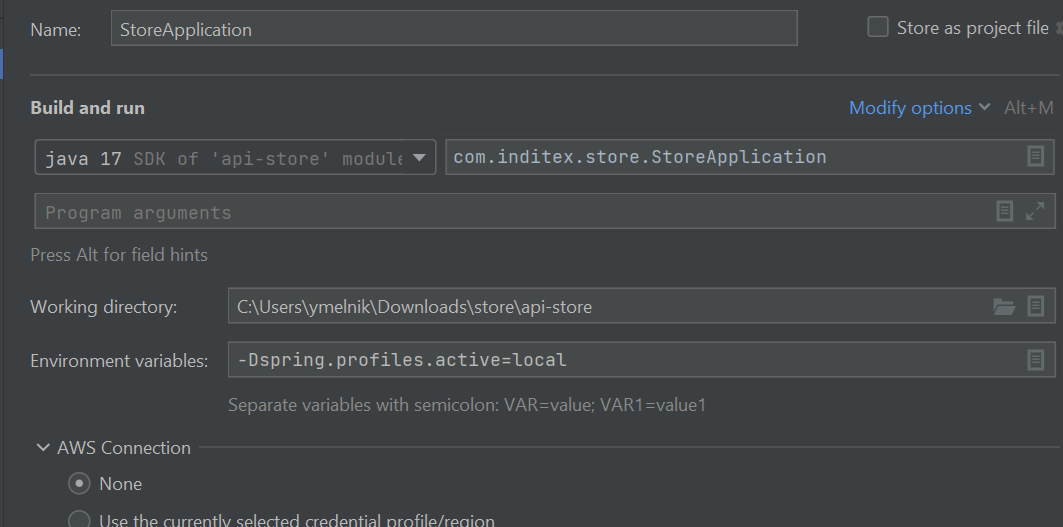 Name: StoreApplication Store as project file
Build and run Modify options Alt+M
java 17 SDK of 'api-store' module com.inditex.store.StoreApplication
Program arguments
Press Alt for field hints
Working directory: C:\Users\ymelnik\Downloads\store\api-store
Environment variables: -Dspring.profiles.active=local
Separate variables with semicolon: VAR=value; VAR1=value1
AWS Connection
None
Use the currently selected credential profile/region